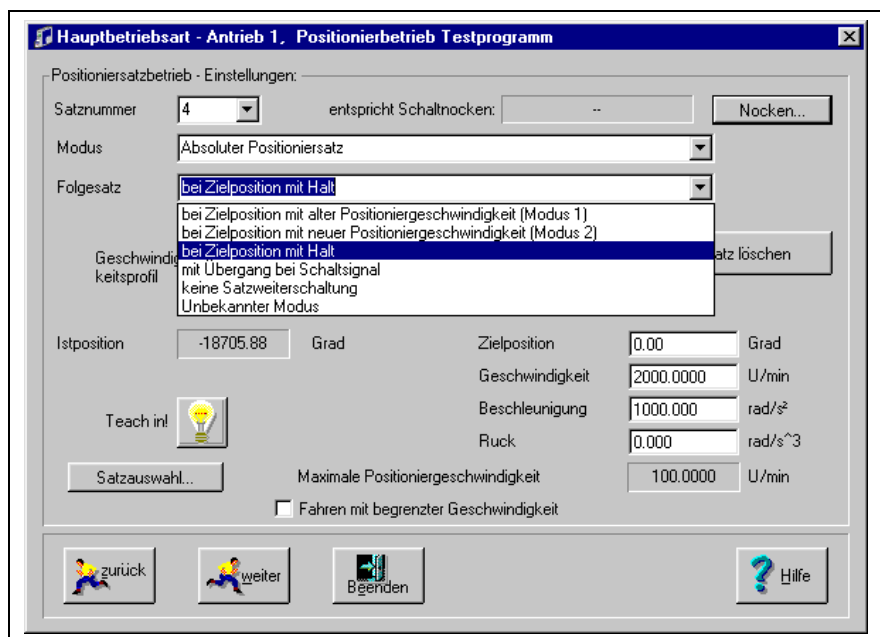 Hauptbetriebsart - Antrieb 1, Positionierbetrieb Testprogramm
Positioniersatzbetrieb - Einstellungen:
Satznummer 4 entspricht Schaltnocken: -- Nocken...
Modus Absoluter Positioniersatz
Folgesatz bei Zielposition mit Halt
bei Zielposition mit alter Positioniergeschwindigkeit (Modus 1)
bei Zielposition mit neuer Positioniergeschwindigkeit (Modus 2)
bei Zielposition mit Halt
mit Übergang bei Schaltsignal
keine Satzweiterschaltung
Unbekannter Modus
Geschwindig
keitsprofil
atz löschen
Istposition -18705.88 Grad Zielposition 0.00 Grad
Geschwindigkeit 2000.0000 U/min
Beschleunigung 1000.000 rad/s²
Teach in!
Ruck 0.000 rad/s^3
Satzauswahl... Maximale Positioniergeschwindigkeit 100.0000 U/min
Fahren mit begrenzter Geschwindigkeit
zurück weiter Beenden Hilfe